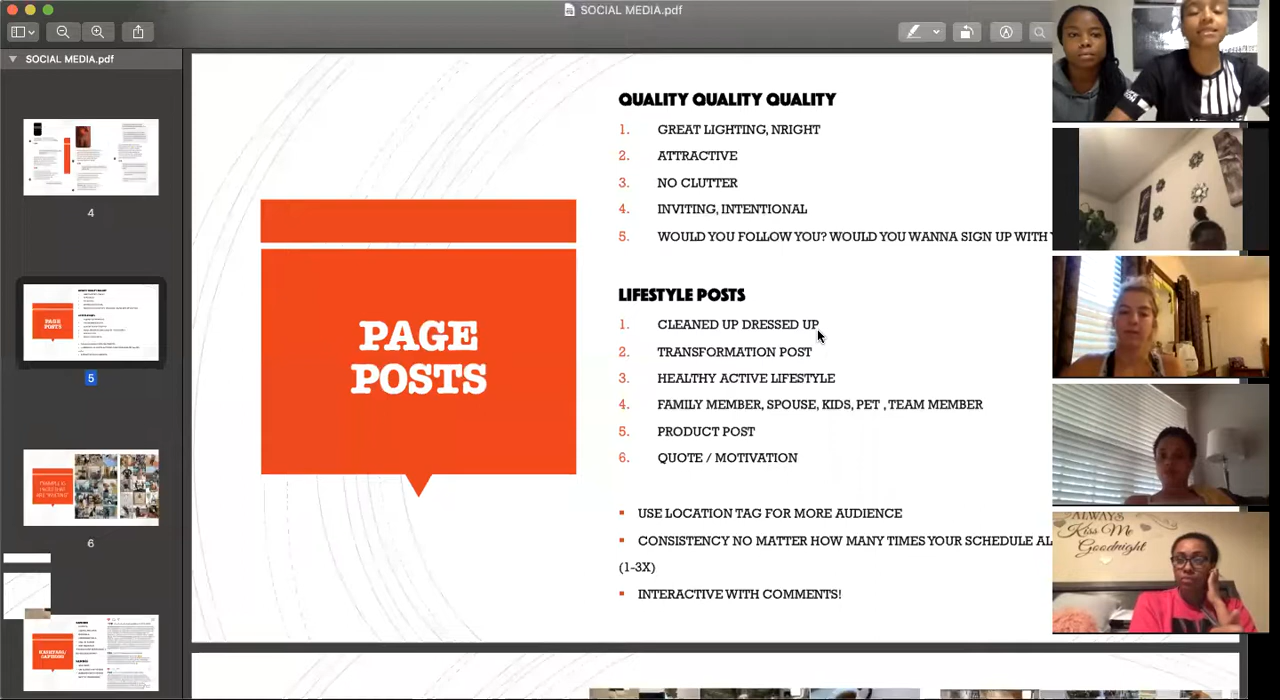 SOCIAL MEDIA.pdf
SOCIAL MEDIA.pdf
4
5
6
PAGE
POSTS
QUALITY QUALITY QUALITY
1. GREAT LIGHTING, NRIGHT
2. ATTRACTIVE
3. NO CLUTTER
4. INVITING, INTENTIONAL
5. WOULD YOU FOLLOW YOU? WOULD YOU WANNA SIGN UP WITH
LIFESTYLE POSTS
1. CLEANED UP DRESSED UP
2. TRANSFORMATION POST
3. HEALTHY ACTIVE LIFESTYLE
4. FAMILY MEMBER, SPOUSE, KIDS, PET , TEAM MEMBER
5. PRODUCT POST
6. QUOTE / MOTIVATION
▪ USE LOCATION TAG FOR MORE AUDIENCE
▪ CONSISTENCY NO MATTER HOW MANY TIMES YOUR SCHEDULE AL
(1-3X)
▪ INTERACTIVE WITH COMMENTS!
PAGE
POSTS
ALWAYS
Kiss Me
Goodnight